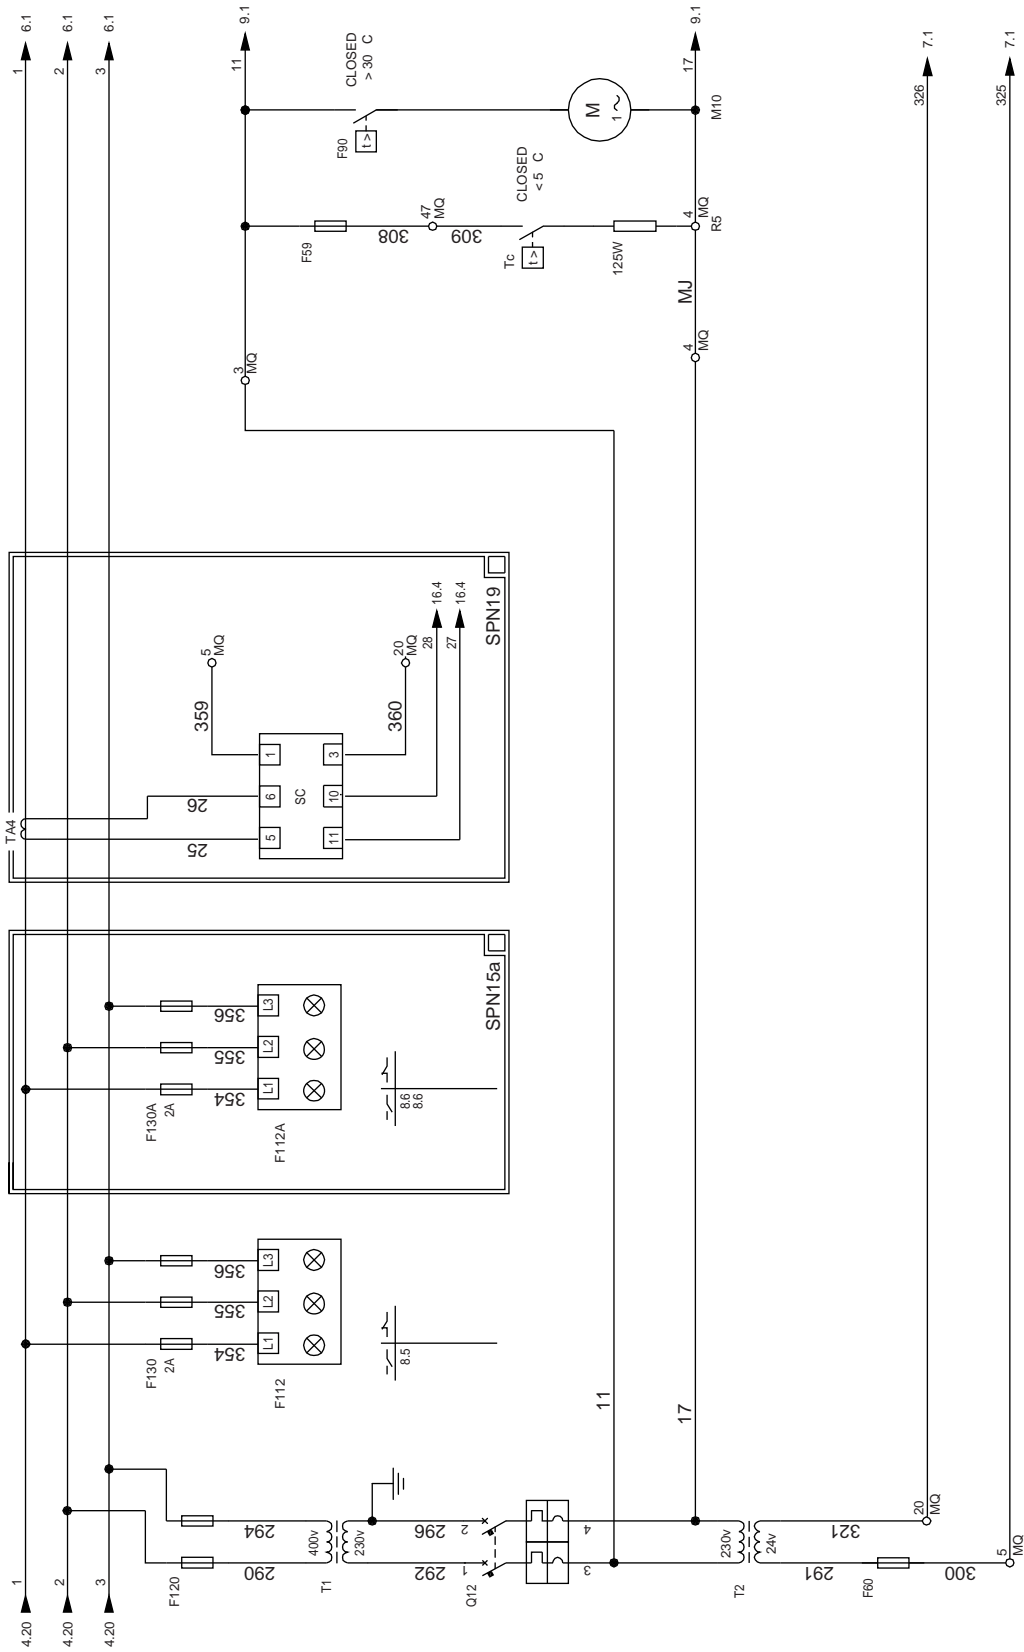 4.20 1
4.20 2
4.20 3
1 6.1
2 6.1
3 6.1
F120
290
294
400v
T1
230v
292
296
1
2
Q12
3
4
230v
T2
24v
291
321
F60
300
5
MQ
20
MQ
F130
2A
354
355
356
L1
L2
L3
F112
8.5
F130A
2A
354
355
356
L1
L2
L3
F112A
8.6
8.6
SPN15a
TA4
25
26
5
6
1
SC
11
10
3
359
5
MQ
360
20
MQ
28
16.4
27
16.4
SPN19
11
17
3
MQ
4
MQ
MJ
F59
308
47
MQ
309
Tc
t >
CLOSED
< 5 C
125W
4
MQ
R5
F90
t >
CLOSED
> 30 C
M
1~
M10
11
9.1
17
9.1
326
7.1
325
7.1